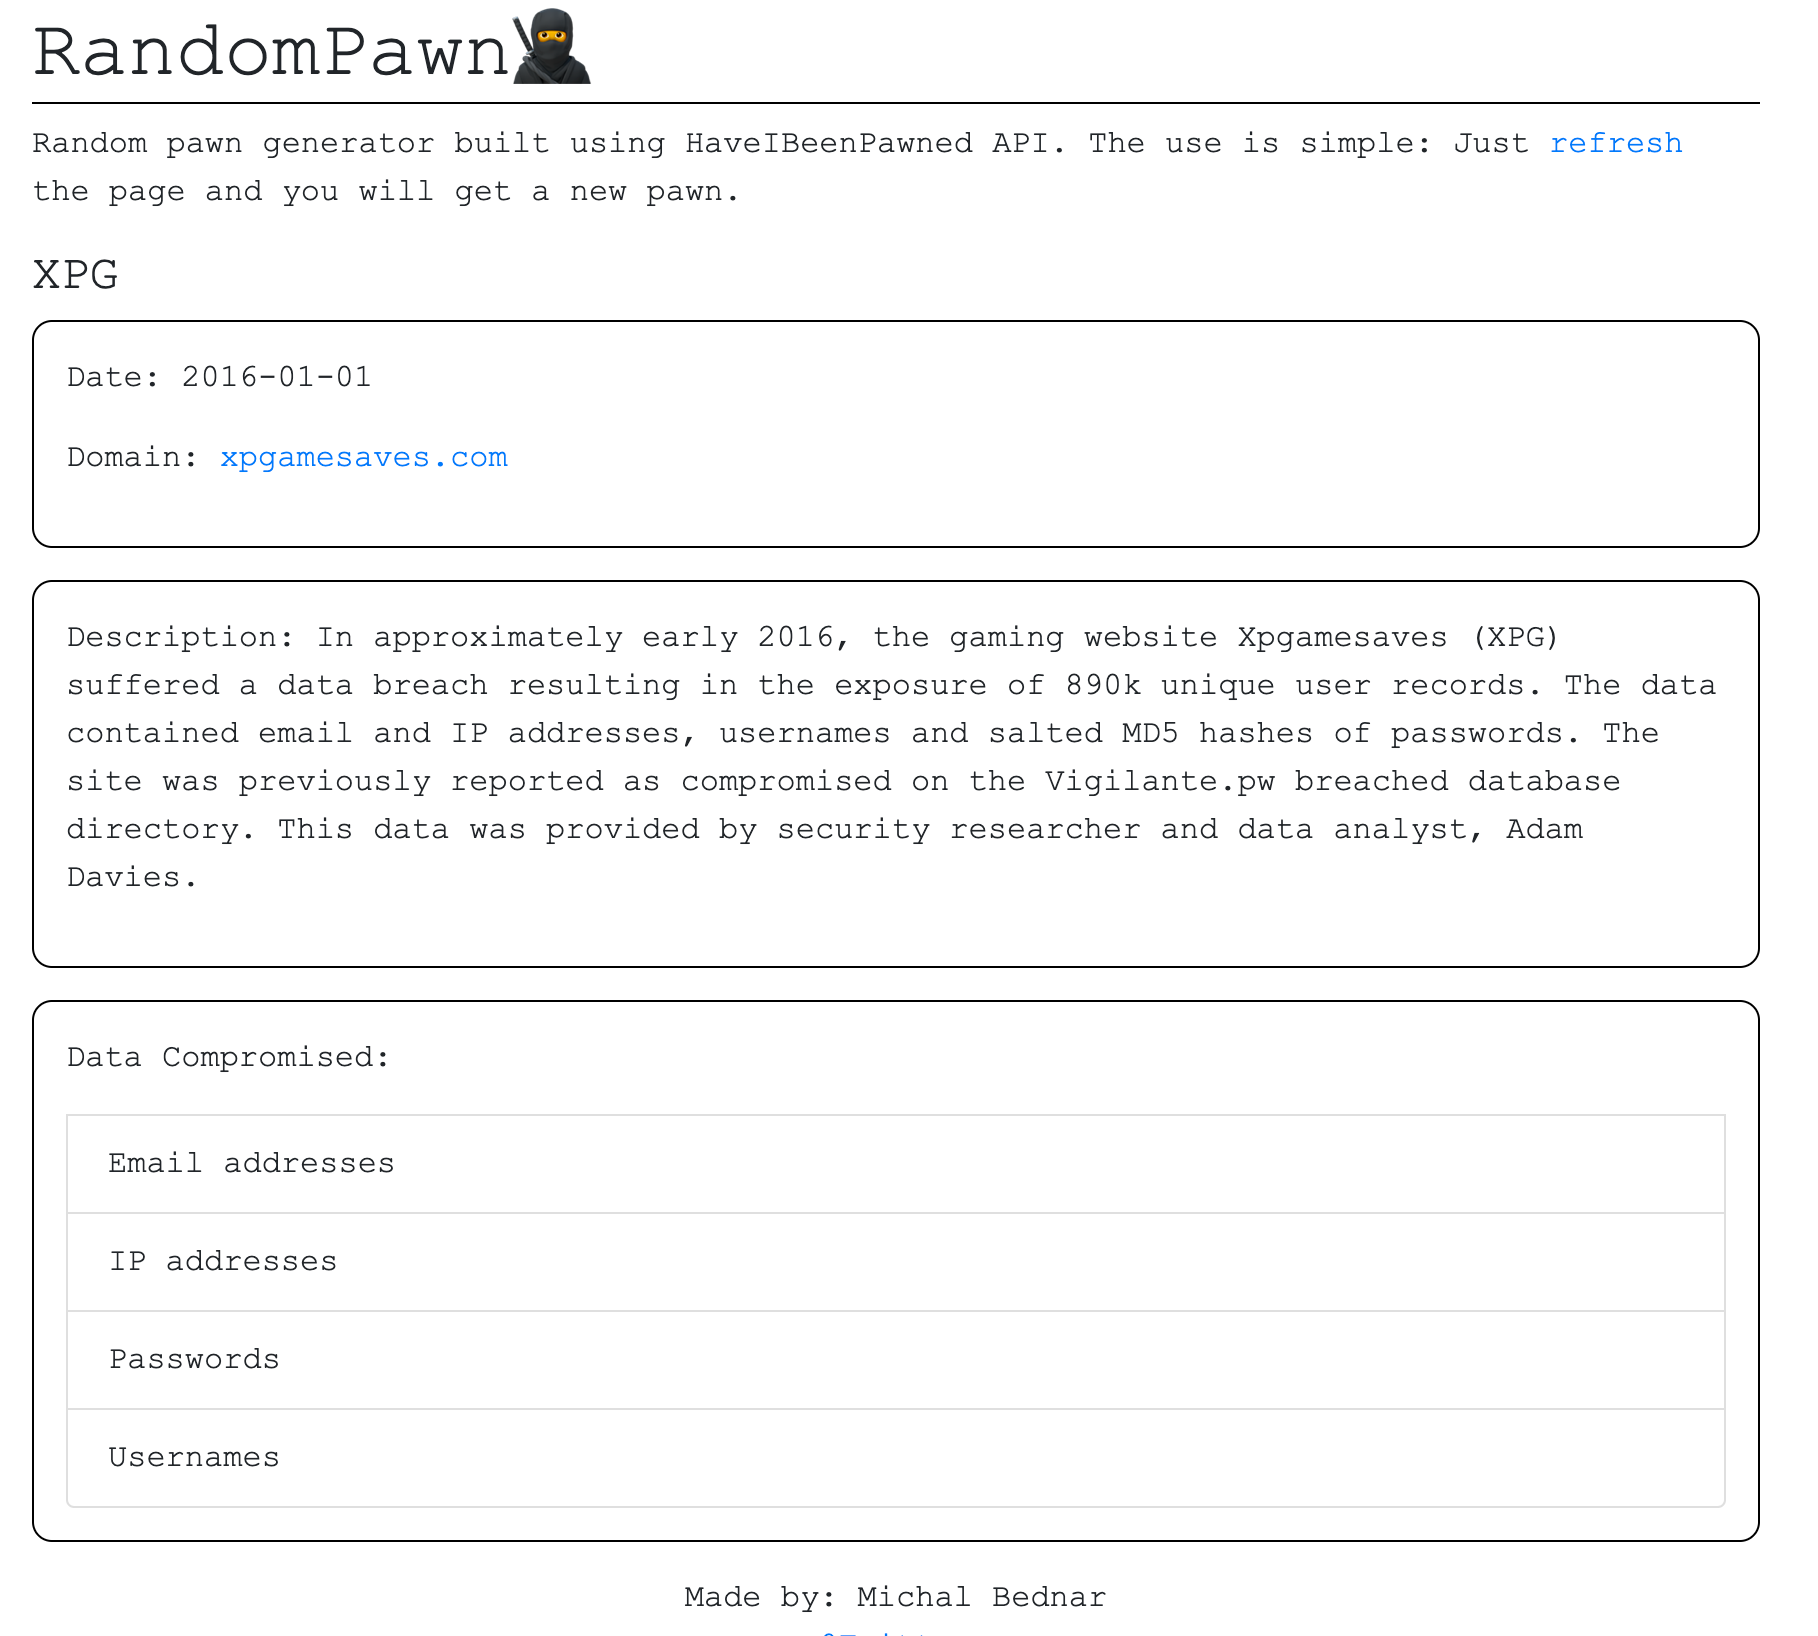 RandomPawn
Random pawn generator built using HaveIBeenPawned API. The use is simple: Just refresh
the page and you will get a new pawn.
XPG
Date: 2016-01-01
Domain: xpgamesaves.com
Description: In approximately early 2016, the gaming website Xpgamesaves (XPG)
suffered a data breach resulting in the exposure of 890k unique user records. The data
contained email and IP addresses, usernames and salted MD5 hashes of passwords. The
site was previously reported as compromised on the Vigilante.pw breached database
directory. This data was provided by security researcher and data analyst, Adam
Davies.
Data Compromised:
Email addresses
IP addresses
Passwords
Usernames
Made by: Michal Bednar